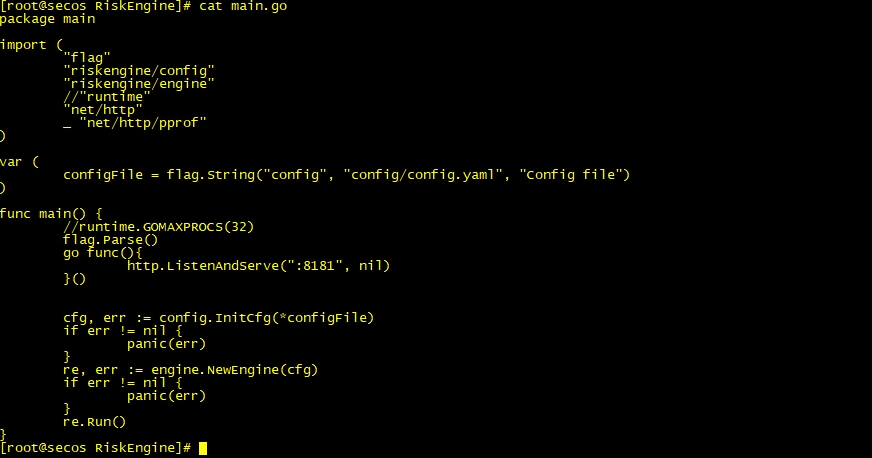 [root@secos RiskEngine]# cat main.go
package main
import (
"flag"
"riskengine/config"
"riskengine/engine"
//"runtime"
"net/http"
_ "net/http/pprof"
)
var (
configFile = flag.String("config", "config/config.yaml", "Config file")
)
func main() {
//runtime.GOMAXPROCS(32)
flag.Parse()
go func(){
http.ListenAndServe(":8181", nil)
}()
cfg, err := config.InitCfg(*configFile)
if err != nil {
panic(err)
}
re, err := engine.NewEngine(cfg)
if err != nil {
panic(err)
}
re.Run()
}
[root@secos RiskEngine]#